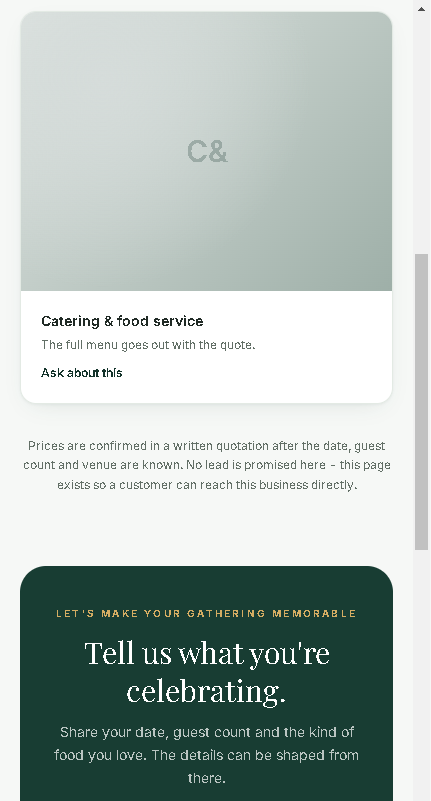 C&
Catering & food service
The full menu goes out with the quote.
Ask about this
Prices are confirmed in a written quotation after the date, guest
count and venue are known. No lead is promised here – this page
exists so a customer can reach this business directly.
LET'S MAKE YOUR GATHERING MEMORABLE
Tell us what you're
celebrating.
Share your date, guest count and the kind of
food you love. The details can be shaped from
there.